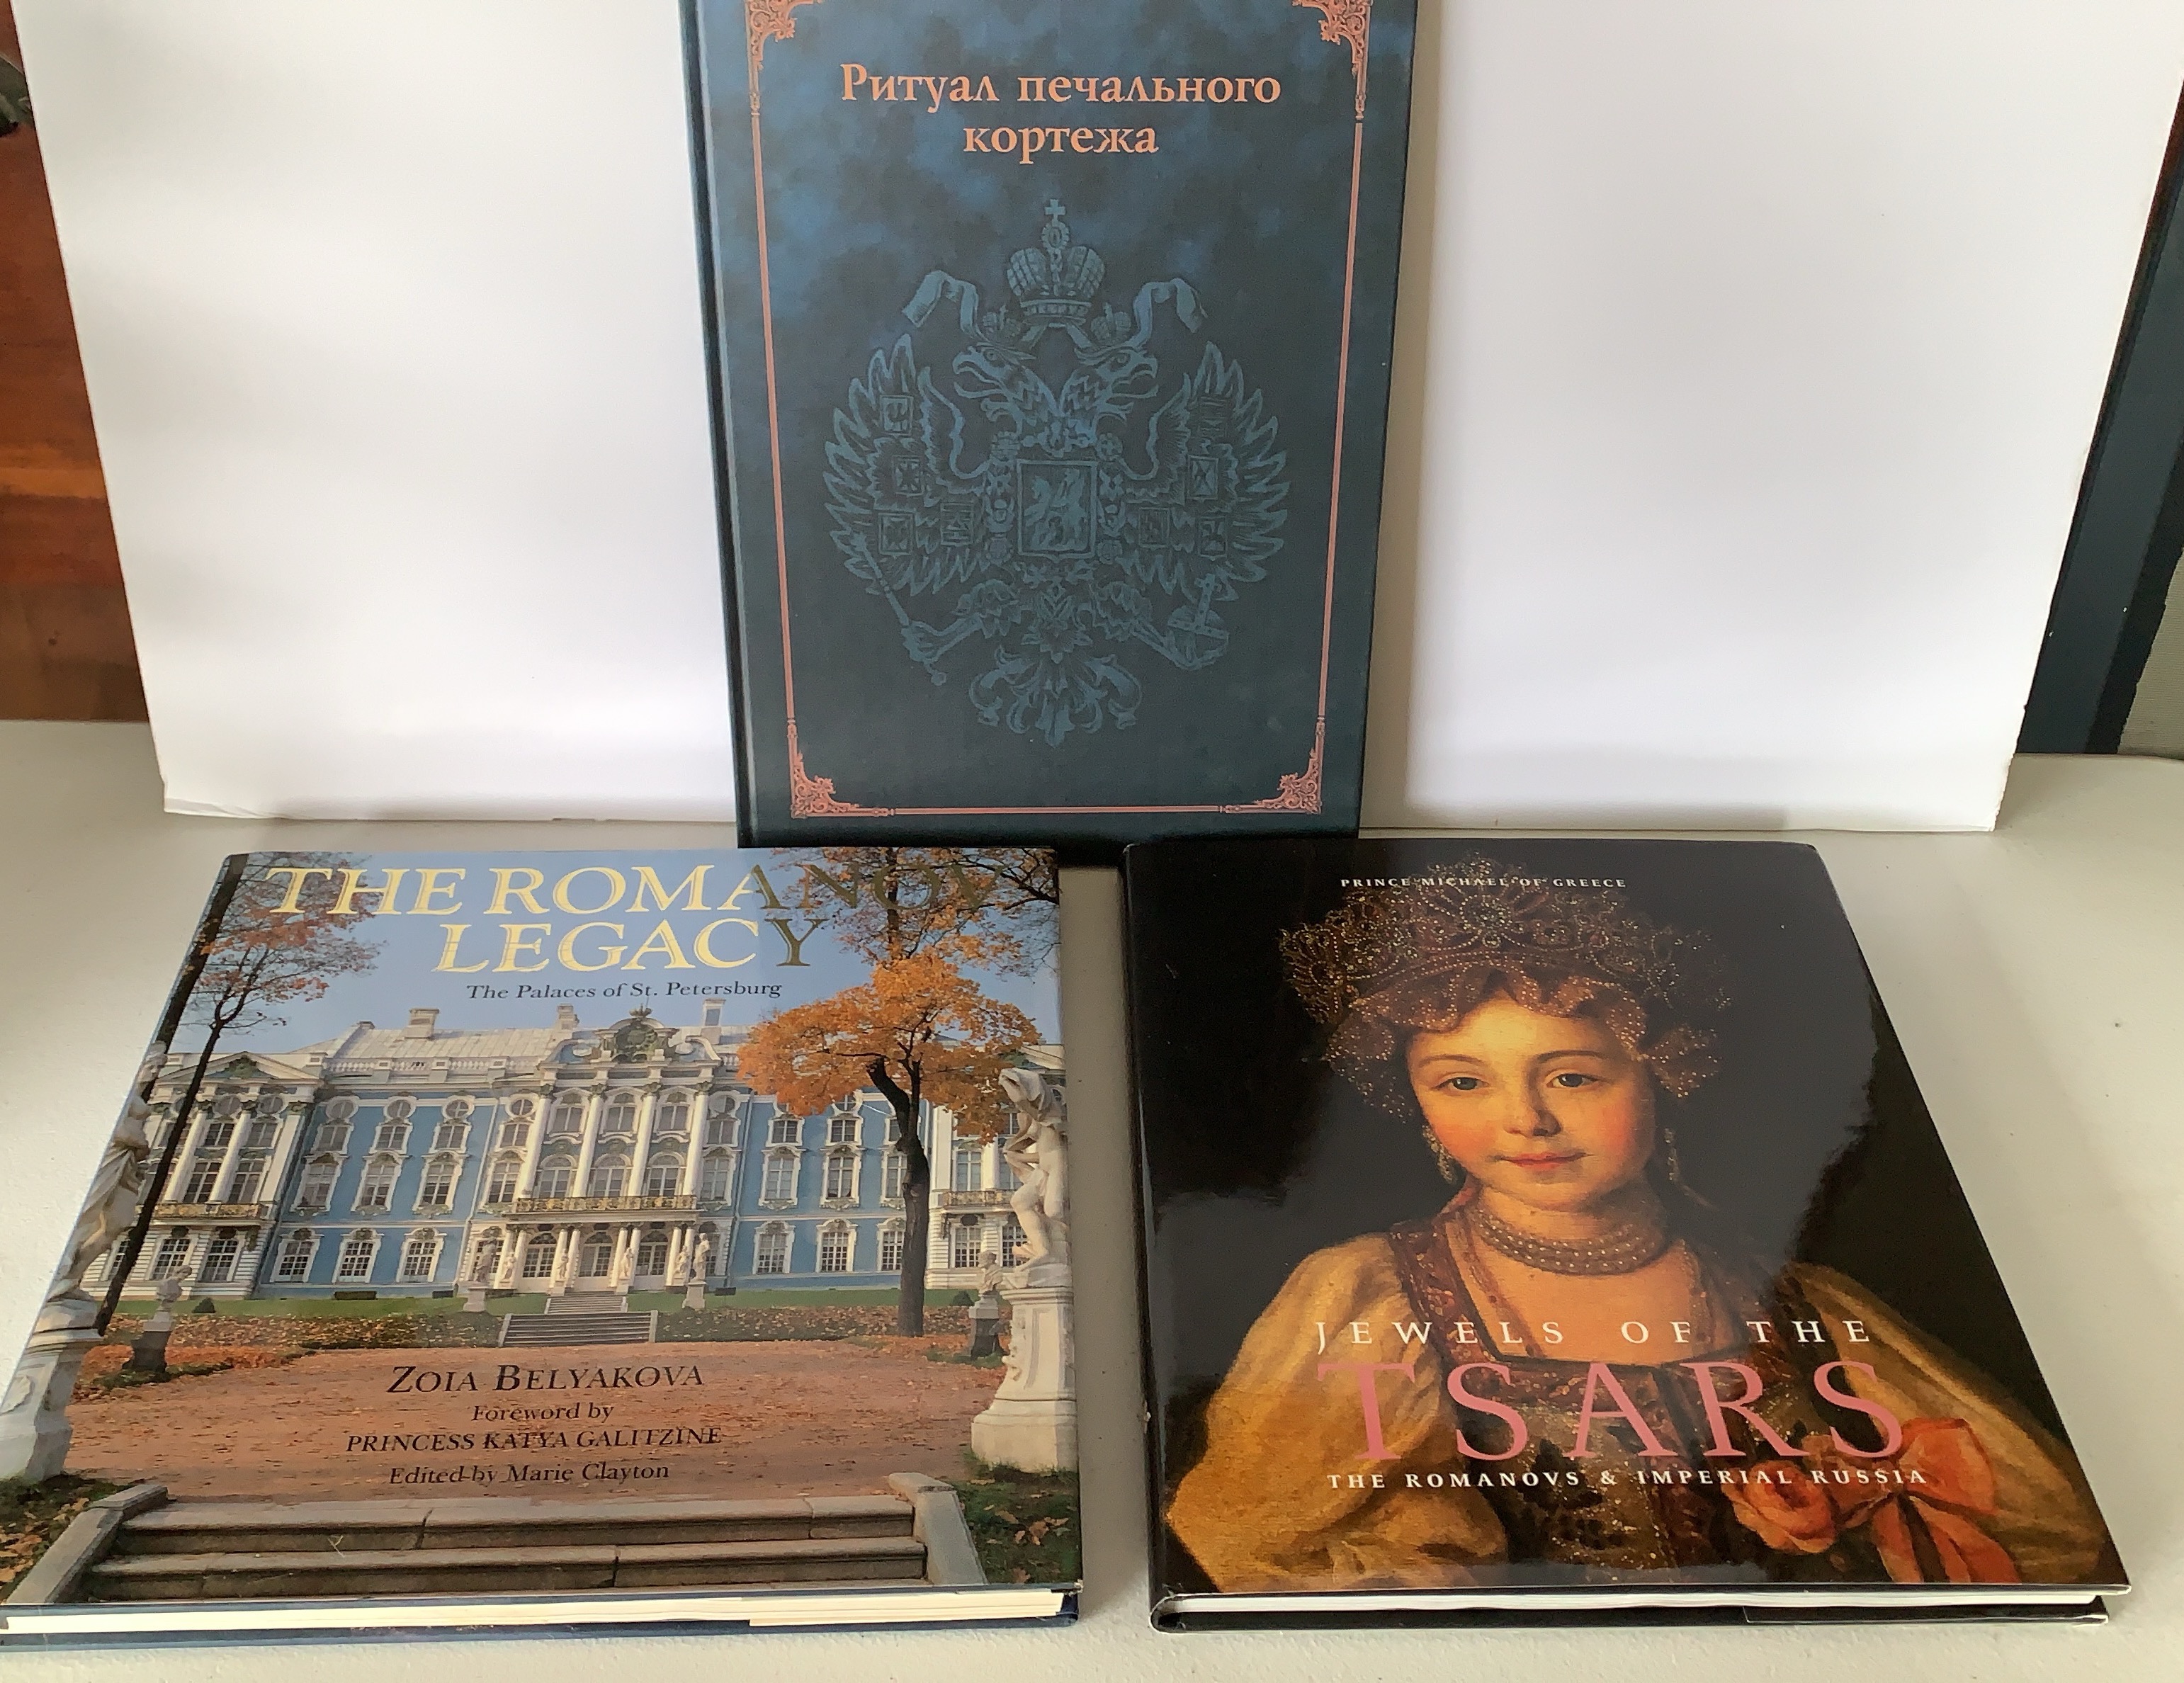 Ритуал печального
кортежа
THE ROMANOV
LEGACY
The Palaces of St. Petersburg
ZOIA BELYAKOVA
Foreword by
PRINCESS KATYA GALITZINE
Edited by Marie Clayton
PRINCE MICHAEL OF GREECE
JEWELS OF THE
TSARS
THE ROMANOVS & IMPERIAL RUSSIA